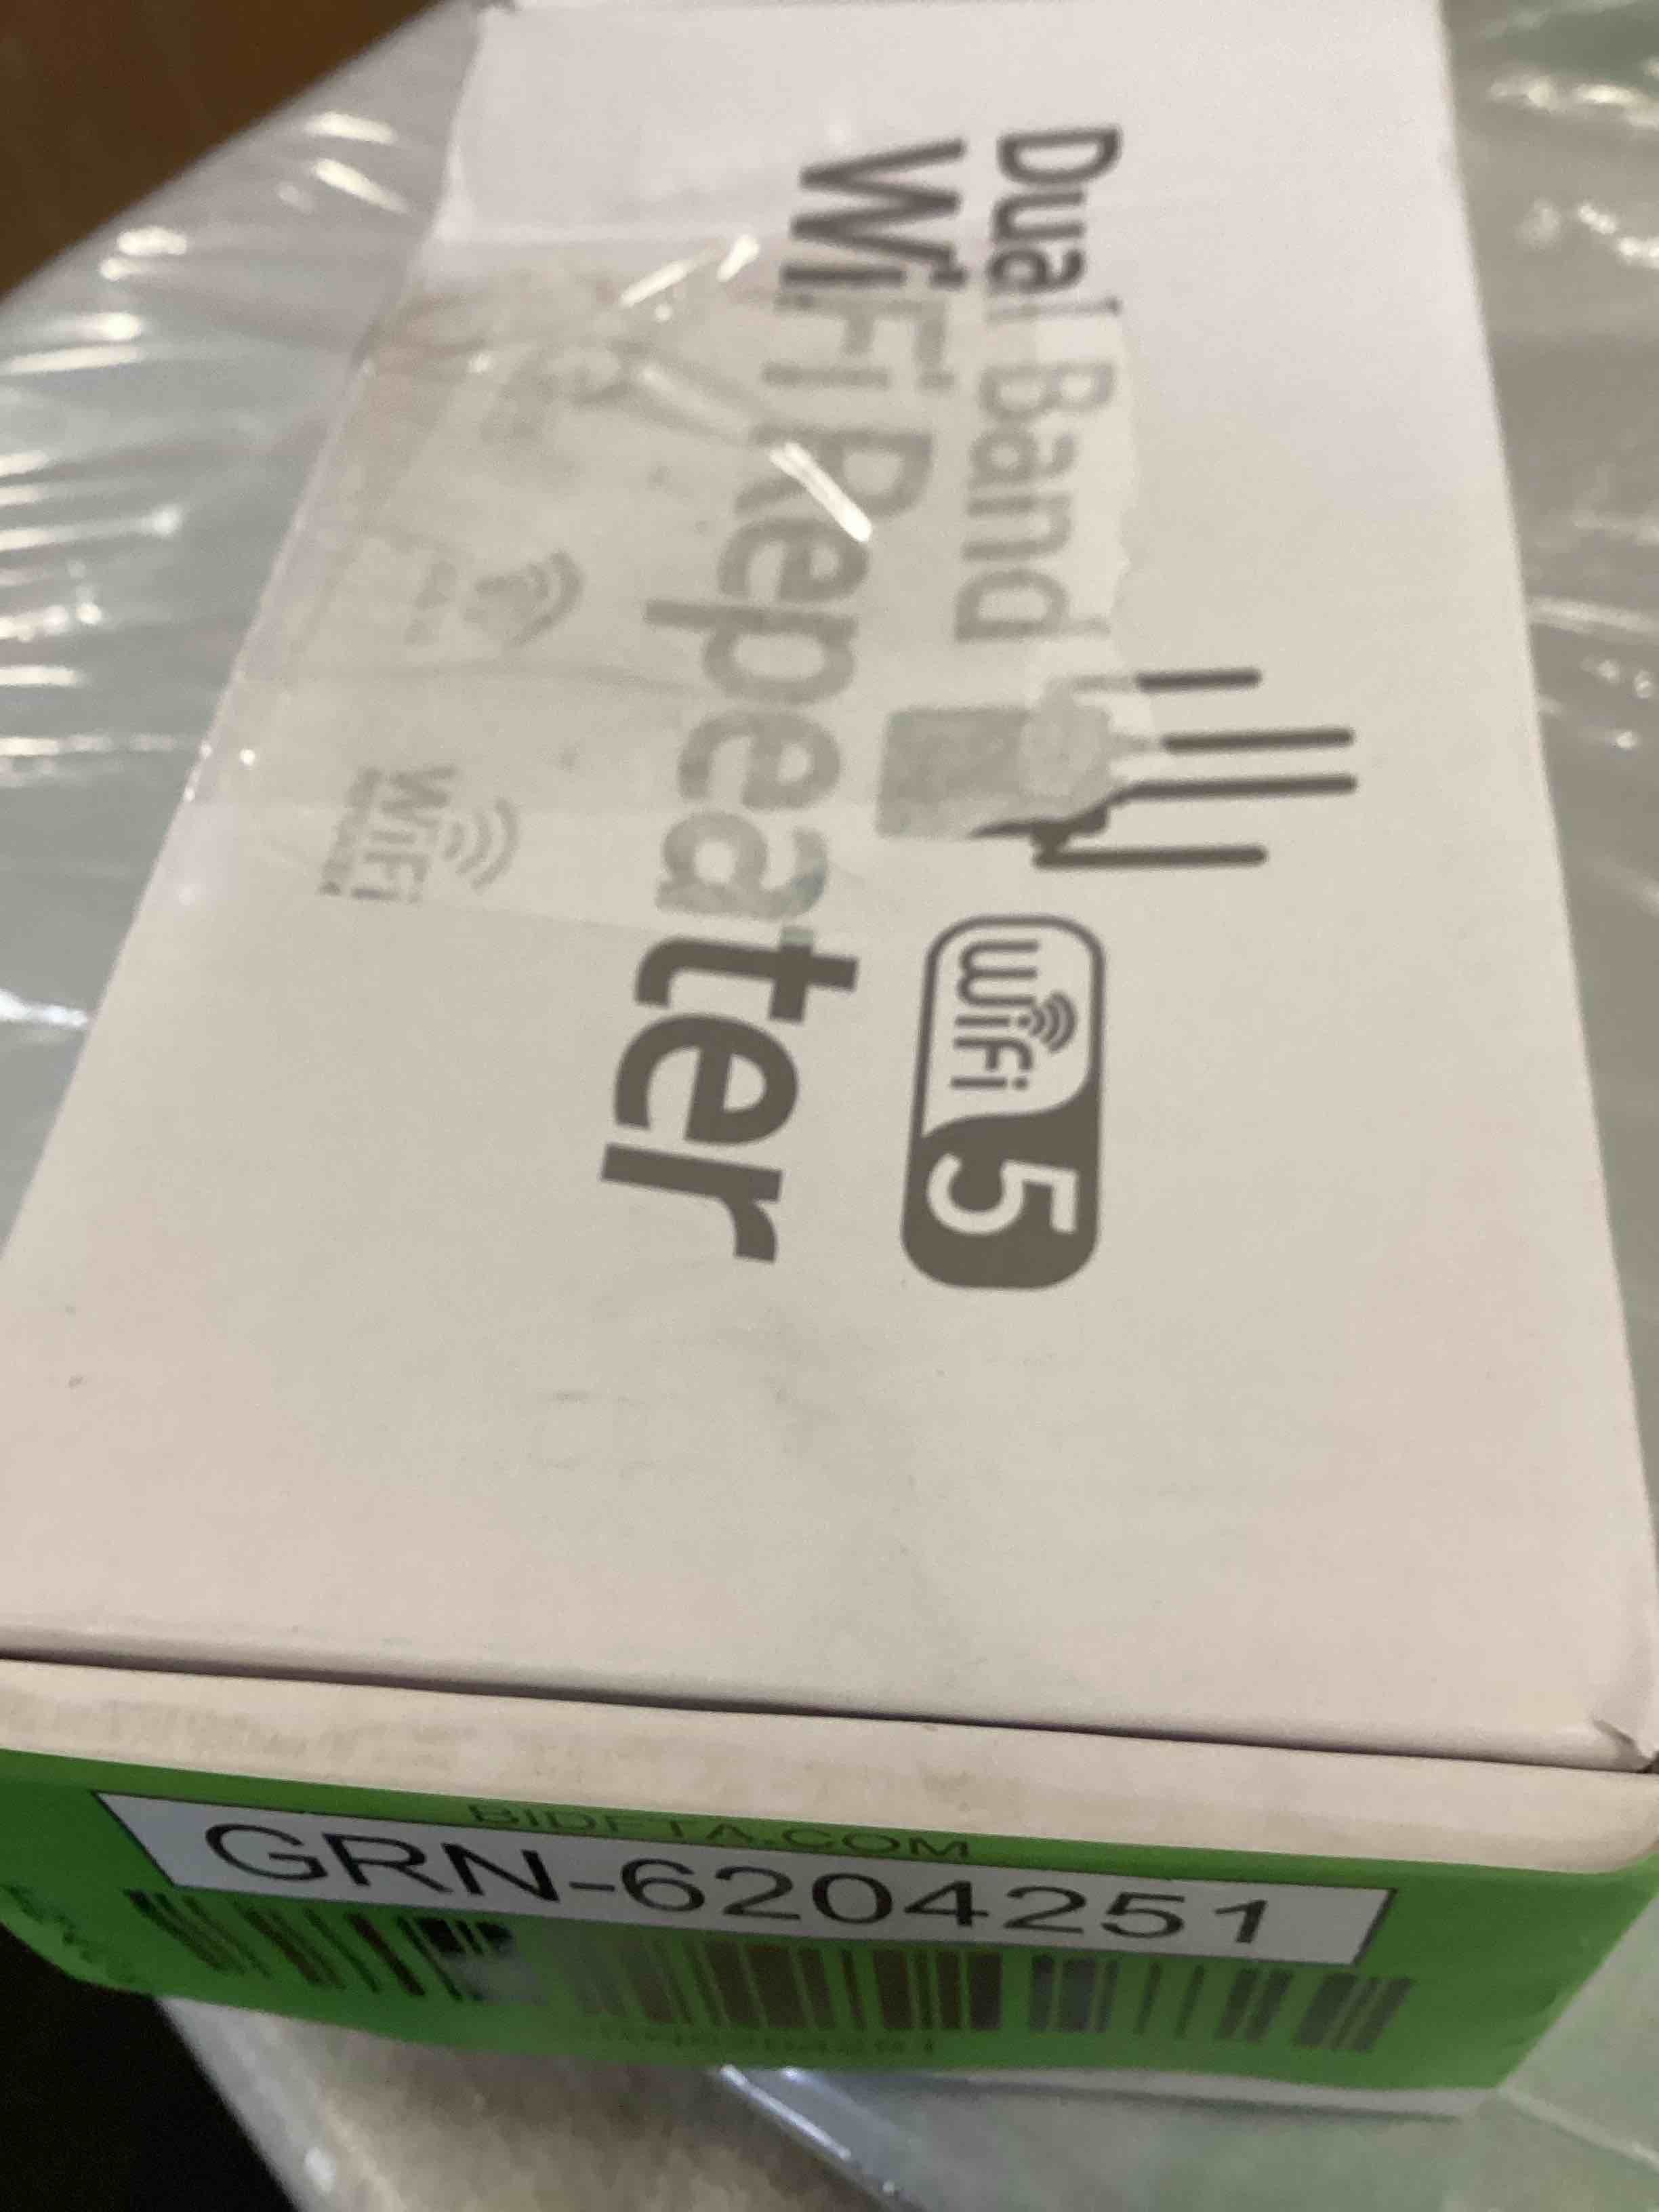 Dual Band
WiFi Repeater
WiFi 5
WiFi
BIDFTA.COM
GRN-6204251